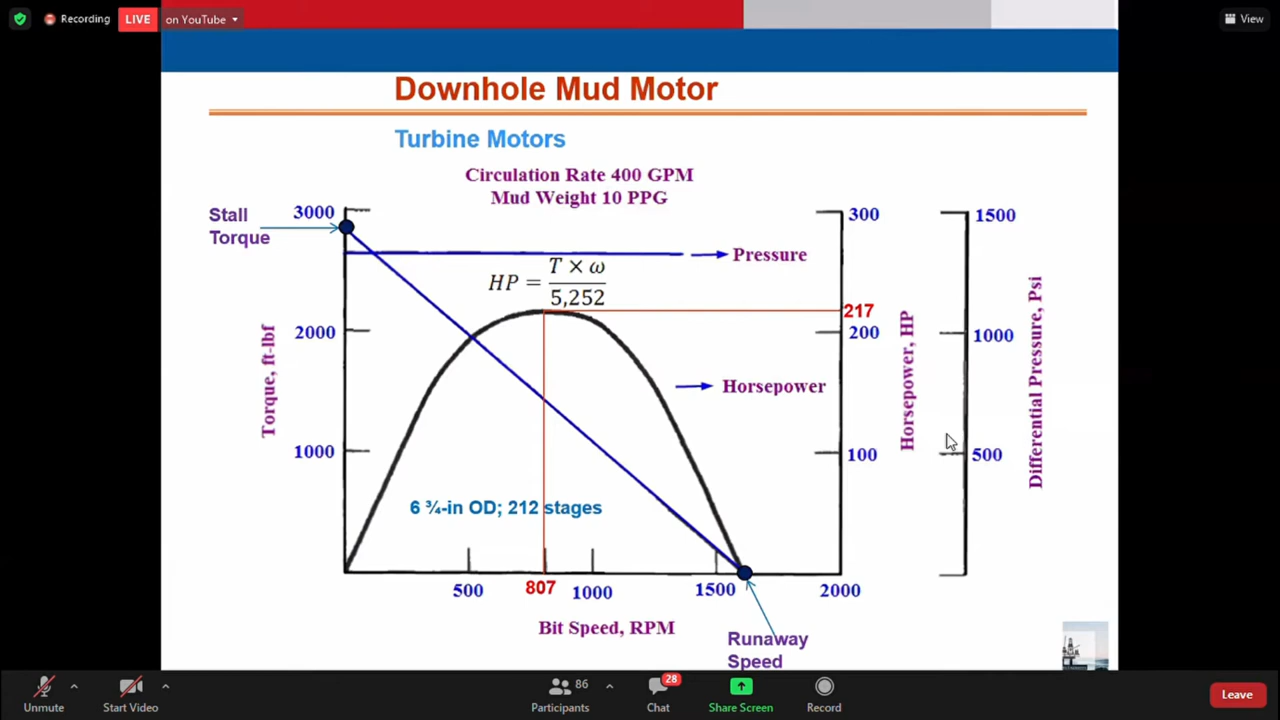 Recording
LIVE
on YouTube
View
Downhole Mud Motor
Turbine Motors
Circulation Rate 400 GPM
Mud Weight 10 PPG
Stall
Torque
3000
2000
1000
Torque, ft-lbf
Pressure
HP = T × ω / 5,252
Horsepower
6 ¾-in OD; 212 stages
300
217
200
100
Horsepower, HP
1500
1000
500
Differential Pressure, Psi
500
807
1000
1500
2000
Bit Speed, RPM
Runaway
Speed
Unmute
Start Video
86
Participants
28
Chat
Share Screen
Record
Leave